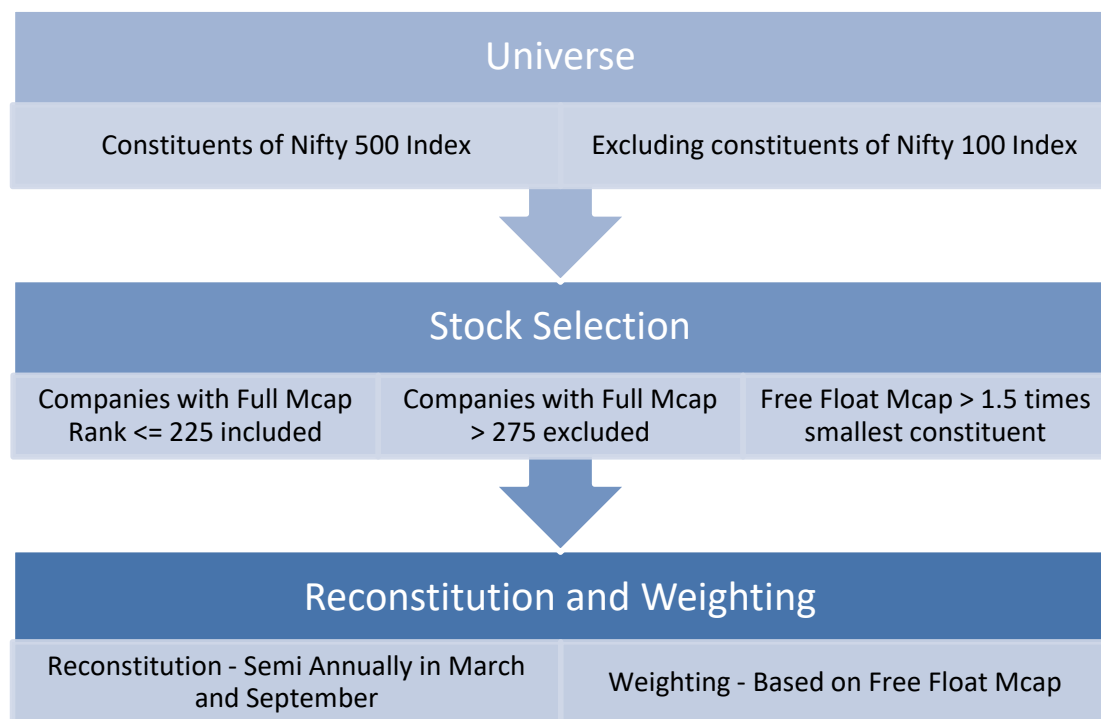 Universe
Constituents of Nifty 500 Index
Excluding constituents of Nifty 100 Index
Stock Selection
Companies with Full Mcap
Rank <= 225 included
Companies with Full Mcap
> 275 excluded
Free Float Mcap > 1.5 times
smallest constituent
Reconstitution and Weighting
Reconstitution - Semi Annually in March
and September
Weighting - Based on Free Float Mcap